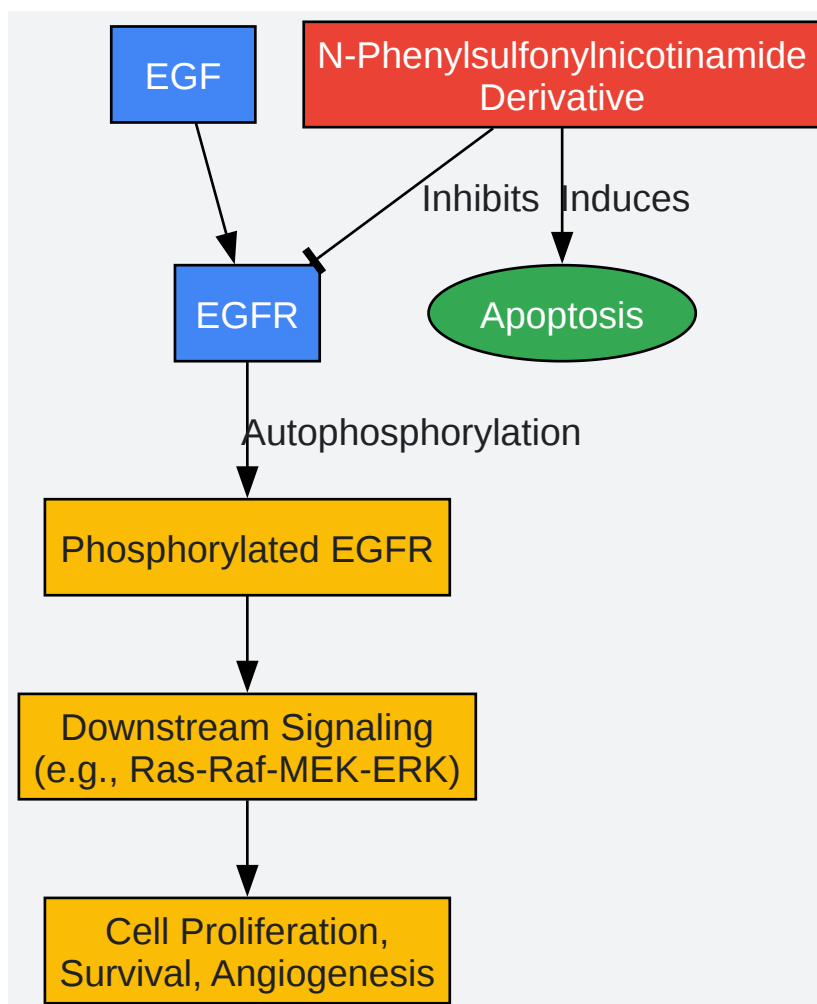 EGF
N-Phenylsulfonylnicotinamide
Derivative
Inhibits
Induces
EGFR
Apoptosis
Autophosphorylation
Phosphorylated EGFR
Downstream Signaling
(e.g., Ras-Raf-MEK-ERK)
Cell Proliferation,
Survival, Angiogenesis